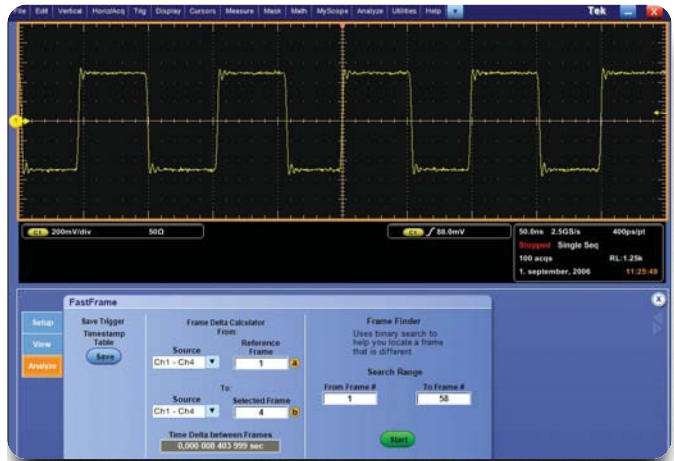 File Edit Vertical Horiz/Acq Trig Display Cursors Measure Mask Math MyScope Analyze Utilities Help Tek X
1
C1 200mV/div 50Ω C1 88.0mV
50.0ns 2.5GS/s 400ps/pt
Stopped Single Seq
100 acqs RL:1.25k
1. september, 2006 11:25:49
FastFrame
X
Setup
View
Analyze
Save Trigger
Timestamp
Table
Save
Frame Delta Calculator
From:
Source
Reference
Frame
Ch1 - Ch4 1 a
To:
Source Selected Frame
Ch1 - Ch4 4 b
Time Delta between Frames
0,000 008 403 999 sec
Frame Finder
Uses binary search to
help you locate a frame
that is different
Search Range
From Frame # To Frame #
1 58
Start